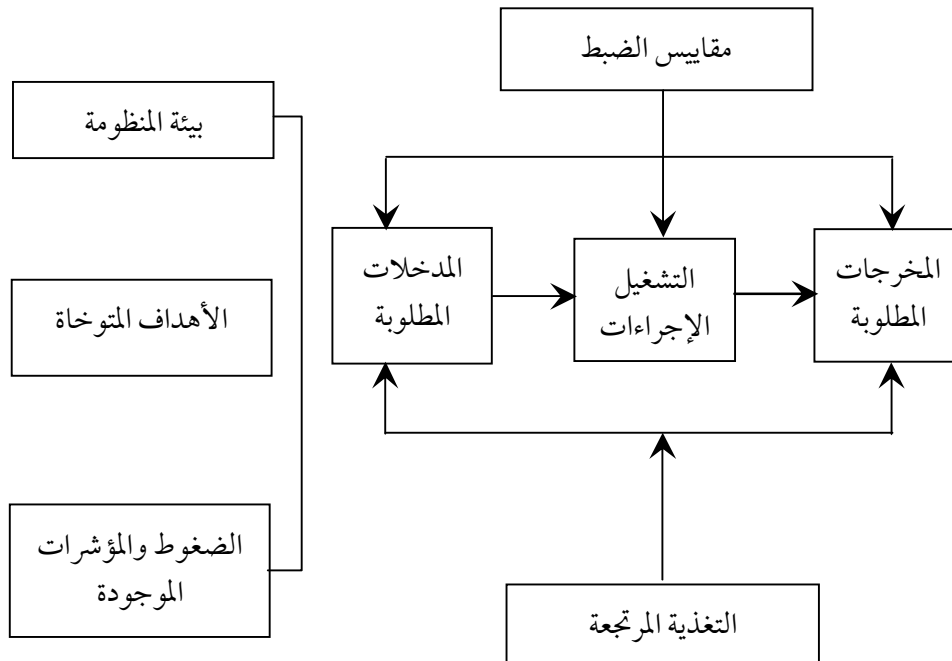 مقاييس الضبط
بيئة المنظومة
المخرجات
المطلوبة
التشغيل
الإجراءات
المدخلات
المطلوبة
الأهداف المتوخاة
الضغوط والمؤشرات
الموجودة
التغذية المرتجعة